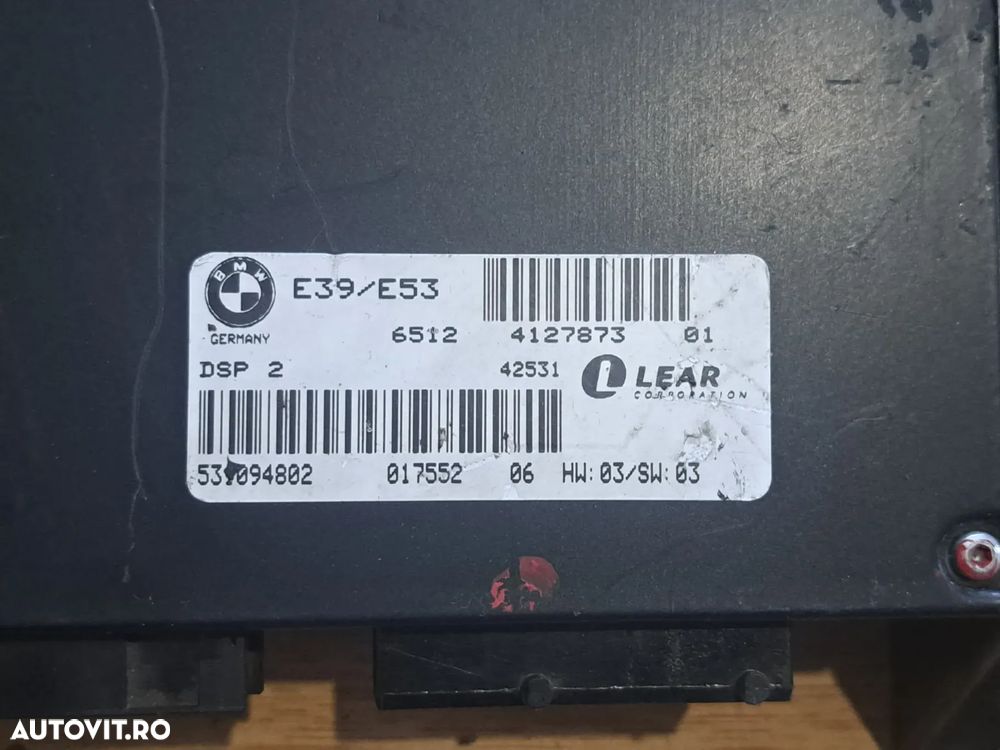 BMW
E39/E53
GERMANY
6512 4127873 01
DSP 2
42531
L LEAR
CORPORATION
531094802 017552 06 HW: 03/SW: 03
AUTOVIT.RO